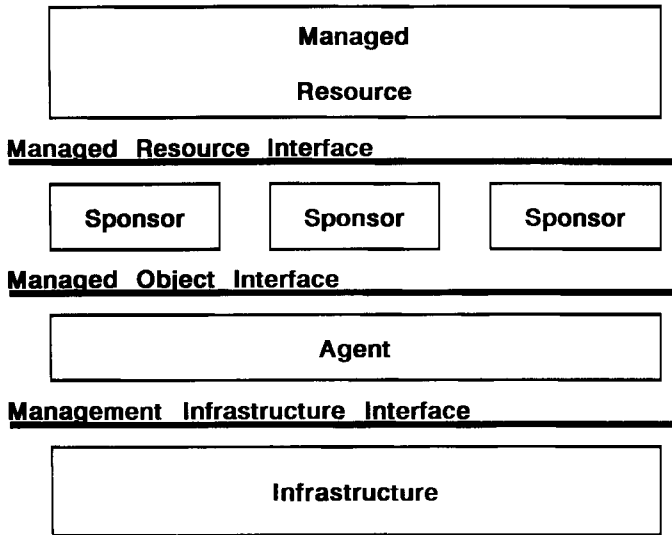 Managed
Resource
Managed Resource Interface
Sponsor Sponsor Sponsor
Managed Object Interface
Agent
Management Infrastructure Interface
Infrastructure